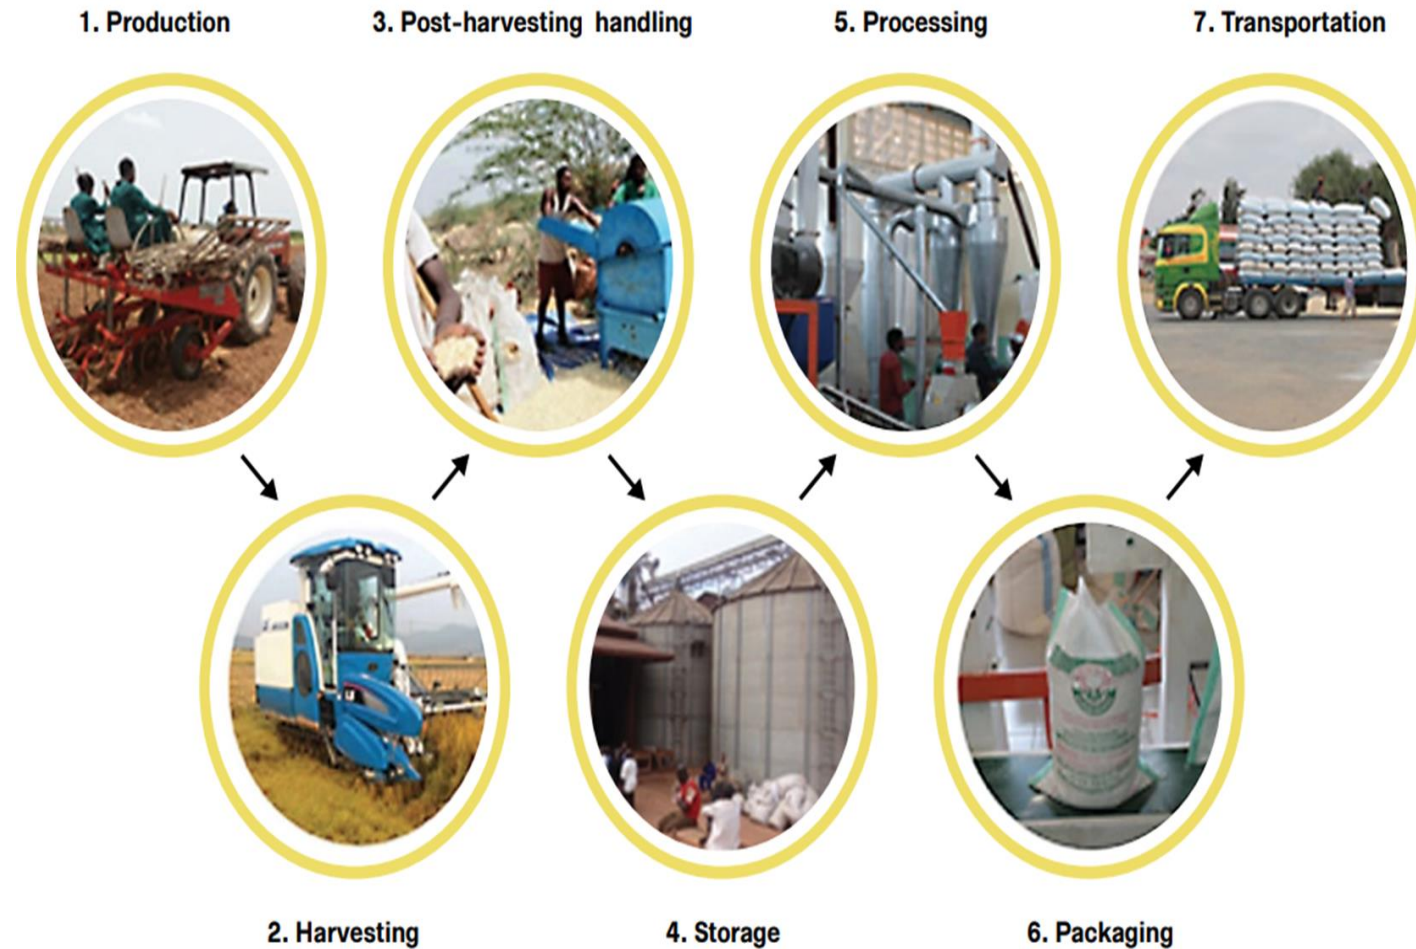 1. Production
3. Post-harvesting handling
5. Processing
7. Transportation
2. Harvesting
4. Storage
6. Packaging